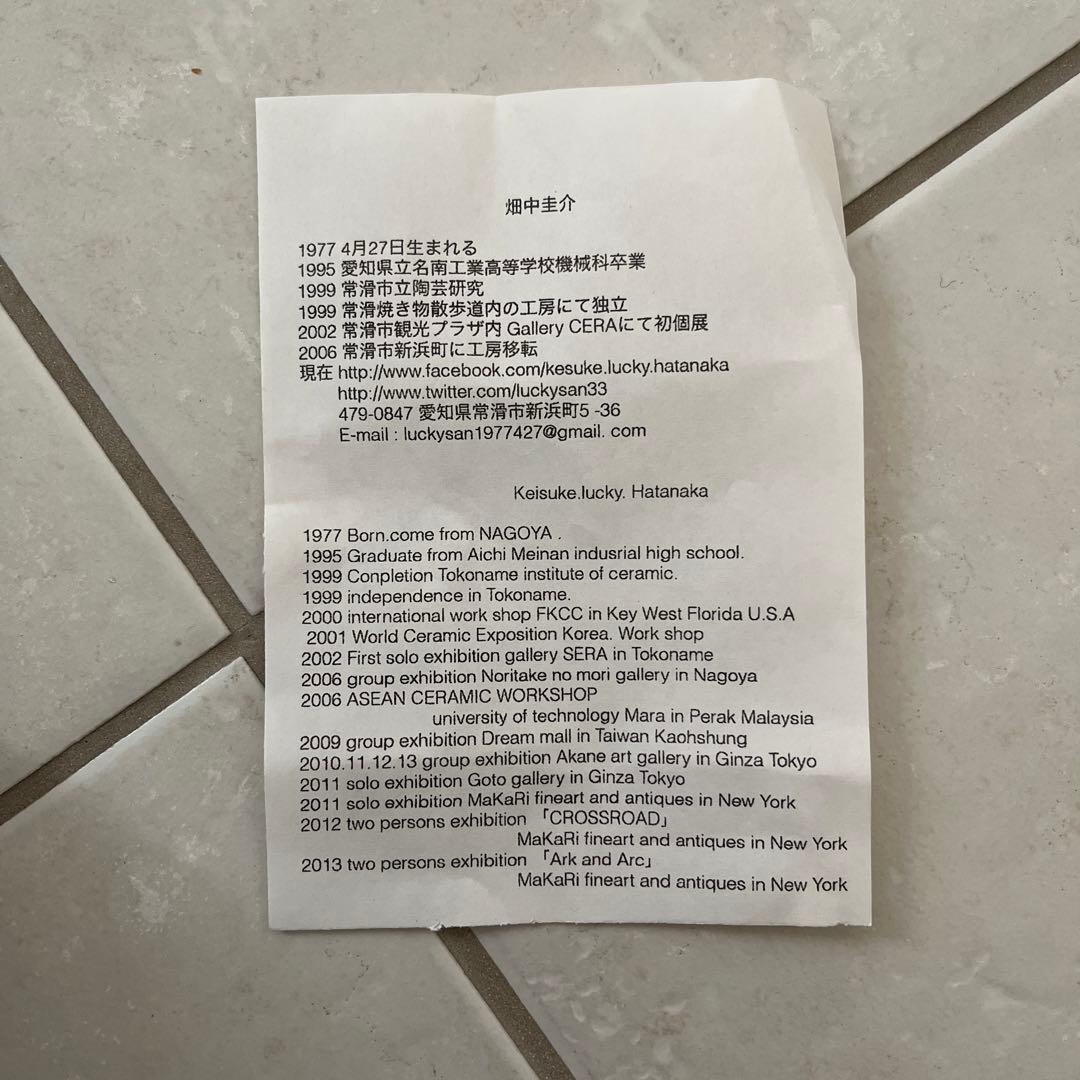 畑中圭介
1977 4月27日生まれる
1995 愛知県立名南工業高等学校機械科卒業
1999 常滑市立陶芸研究
1999 常滑焼き物散歩道内の工房にて独立
2002 常滑市観光プラザ内 Gallery CERAにて初個展
2006 常滑市新浜町に工房移転
現在 http://www.facebook.com/kesuke.lucky.hatanaka
http://www.twitter.com/luckysan33
479-0847 愛知県常滑市新浜町5 -36
E-mail : luckysan1977427@gmail. com
Keisuke.lucky. Hatanaka
1977 Born.come from NAGOYA .
1995 Graduate from Aichi Meinan indusrial high school.
1999 Conpletion Tokoname institute of ceramic.
1999 independence in Tokoname.
2000 international work shop FKCC in Key West Florida U.S.A
2001 World Ceramic Exposition Korea. Work shop
2002 First solo exhibition gallery SERA in Tokoname
2006 group exhibition Noritake no mori gallery in Nagoya
2006 ASEAN CERAMIC WORKSHOP
university of technology Mara in Perak Malaysia
2009 group exhibition Dream mall in Taiwan Kaohshung
2010.11.12.13 group exhibition Akane art gallery in Ginza Tokyo
2011 solo exhibition Goto gallery in Ginza Tokyo
2011 solo exhibition MaKaRi fineart and antiques in New York
2012 two persons exhibition 「CROSSROAD」
MaKaRi fineart and antiques in New York
2013 two persons exhibition 「Ark and Arc」
MaKaRi fineart and antiques in New York